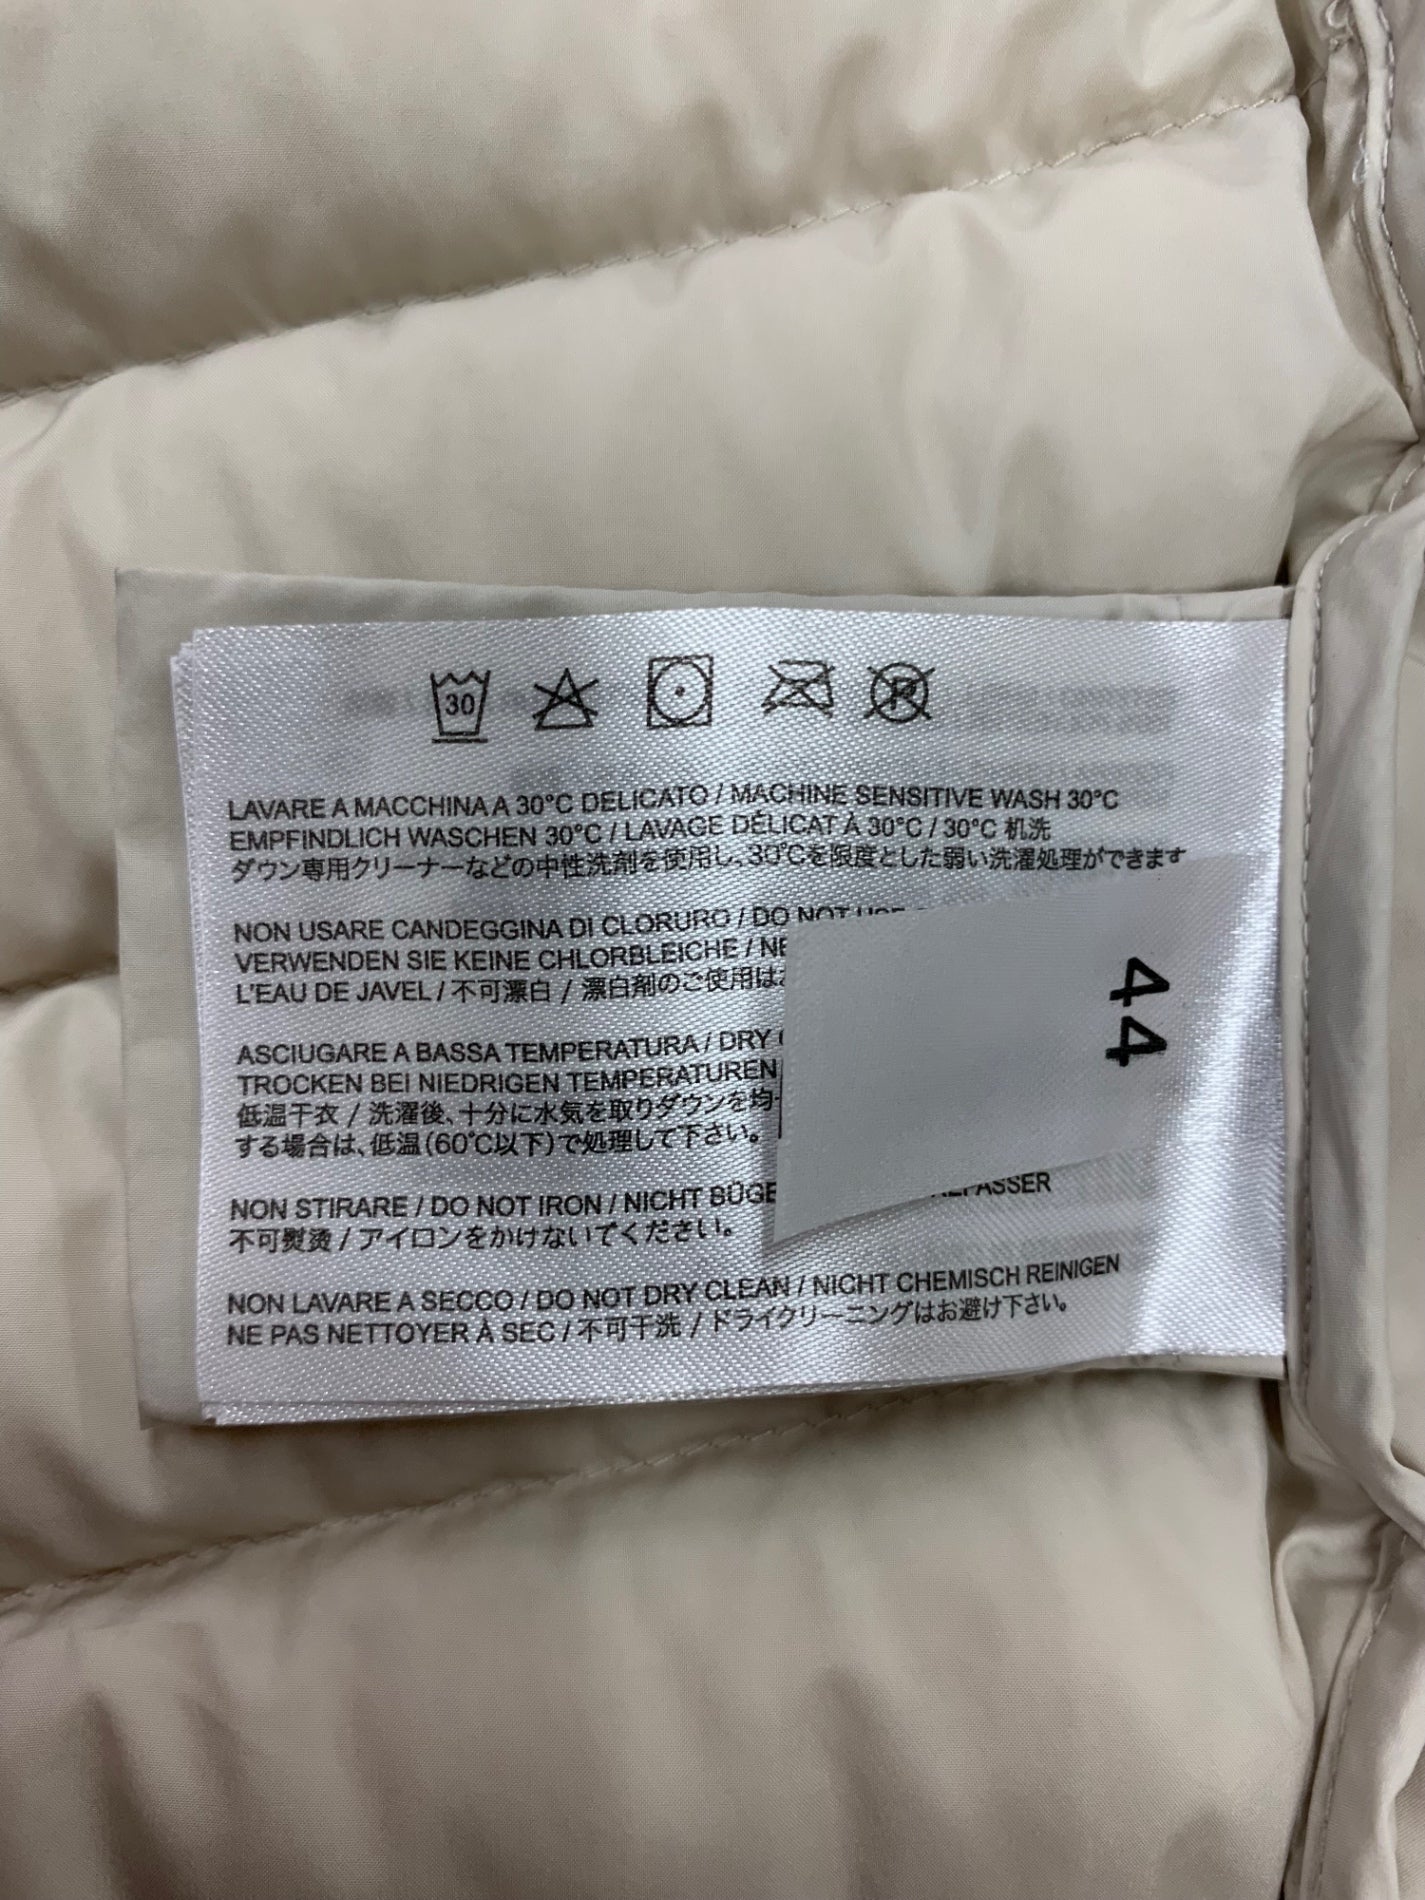 30
R
LAVARE A MACCHINA A 30°C DELICATO / MACHINE SENSITIVE WASH 30°C
EMPFINDLICH WASCHEN 30°C / LAVAGE DÉLICAT À 30°C / 30°C 机洗
ダウン専用クリーナーなどの中性洗剤を使用し、30℃を限度とした弱い洗濯処理ができます
NON USARE CANDEGGINA DI CLORURO / DO NOT USE
VERWENDEN SIE KEINE CHLORBLEICHE / NE
L'EAU DE JAVEL / 不可漂白 / 漂白剤のご使用は
ASCIUGARE A BASSA TEMPERATURA / DRY
TROCKEN BEI NIEDRIGEN TEMPERATUREN
低温干衣 / 洗濯後、十分に水気を取りダウンを均
する場合は、低温(60℃以下)で処理して下さい。
NON STIRARE / DO NOT IRON / NICHT BÜGE
不可熨烫 / アイロンをかけないでください。
NON LAVARE A SECCO / DO NOT DRY CLEAN / NICHT CHEMISCH REINIGEN
NE PAS NETTOYER À SEC / 不可干洗 / ドライクリーニングはお避け下さい。
44